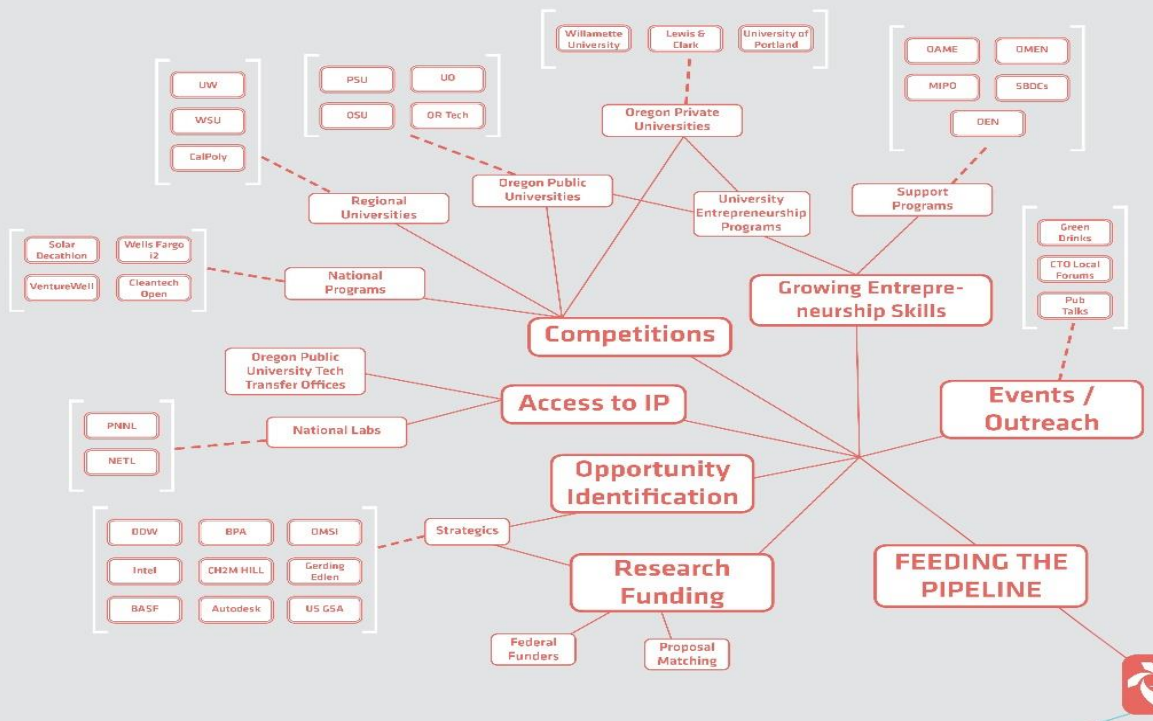 Willamette
University
Lewis &
Clark
University of
Portland
OAME
OMEN
MIPO
SBDCs
OEN
UW
WSU
CalPoly
PSU
UO
OSU
OR Tech
Oregon Private
Universities
Oregon Public
Universities
Regional
Universities
University
Entrepreneurship
Programs
Support
Programs
Green
Drinks
CTO Local
Forums
Pub
Talks
Solar
Decathlon
Wells Fargo
i2
VentureWell
Cleantech
Open
National
Programs
Growing Entrepre-
neurship Skills
Competitions
Oregon Public
University Tech
Transfer Offices
Access to IP
Events /
Outreach
PNNL
NETL
National Labs
Opportunity
Identification
Strategics
BPA
OMSI
Intel
CH2M HILL
Gerding
Edlen
BASF
Autodesk
US GSA
Research
Funding
FEEDING THE
PIPELINE
Federal
Funders
Proposal
Matching